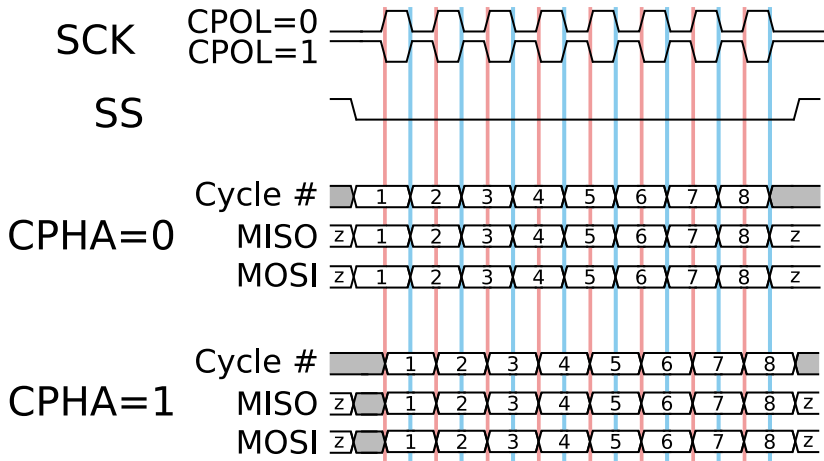 SCK CPOL=0
CPOL=1
SS
Cycle # 1 2 3 4 5 6 7 8
CPHA=0 MISO z 1 2 3 4 5 6 7 8 z
MOSI z 1 2 3 4 5 6 7 8 z
Cycle # 1 2 3 4 5 6 7 8
CPHA=1 MISO z 1 2 3 4 5 6 7 8 z
MOSI z 1 2 3 4 5 6 7 8 z